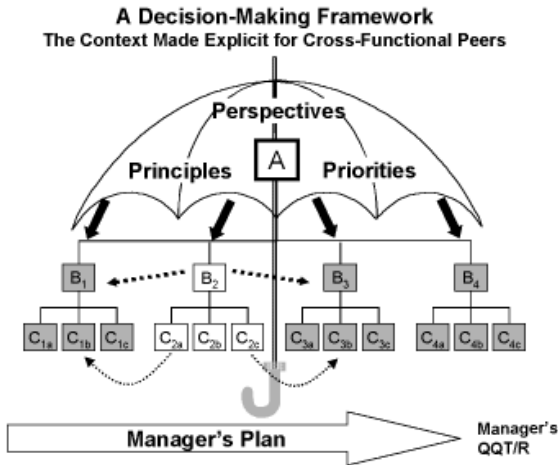 A Decision-Making Framework
The Context Made Explicit for Cross-Functional Peers
Perspectives
A
Principles Priorities
B1 B2 B3 B4
C1a C1b C1c C2a C2b C2c C3a C3b C3c C4a C4b C4c
Manager's Plan
Manager's
QQT/R